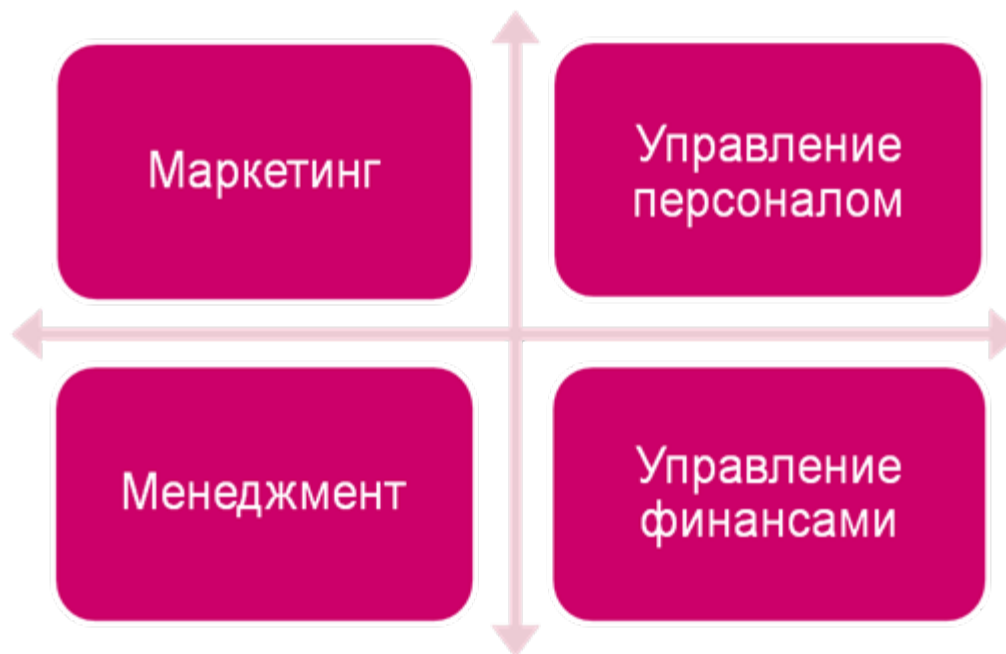 Маркетинг
Управление
персоналом
Менеджмент
Управление
финансами